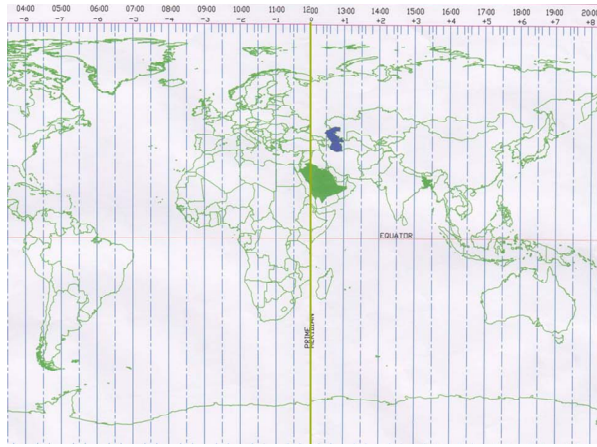 04:00 05:00 06:00 07:00 08:00 09:00 10:00 11:00 12:00 13:00 14:00 15:00 16:00 17:00 18:00 19:00 20:00
-8 -7 -6 -5 -4 -3 -2 -1 +1 +2 +3 +4 +5 +6 +7 +8
EQUATOR
PRIME
MERIDIAN